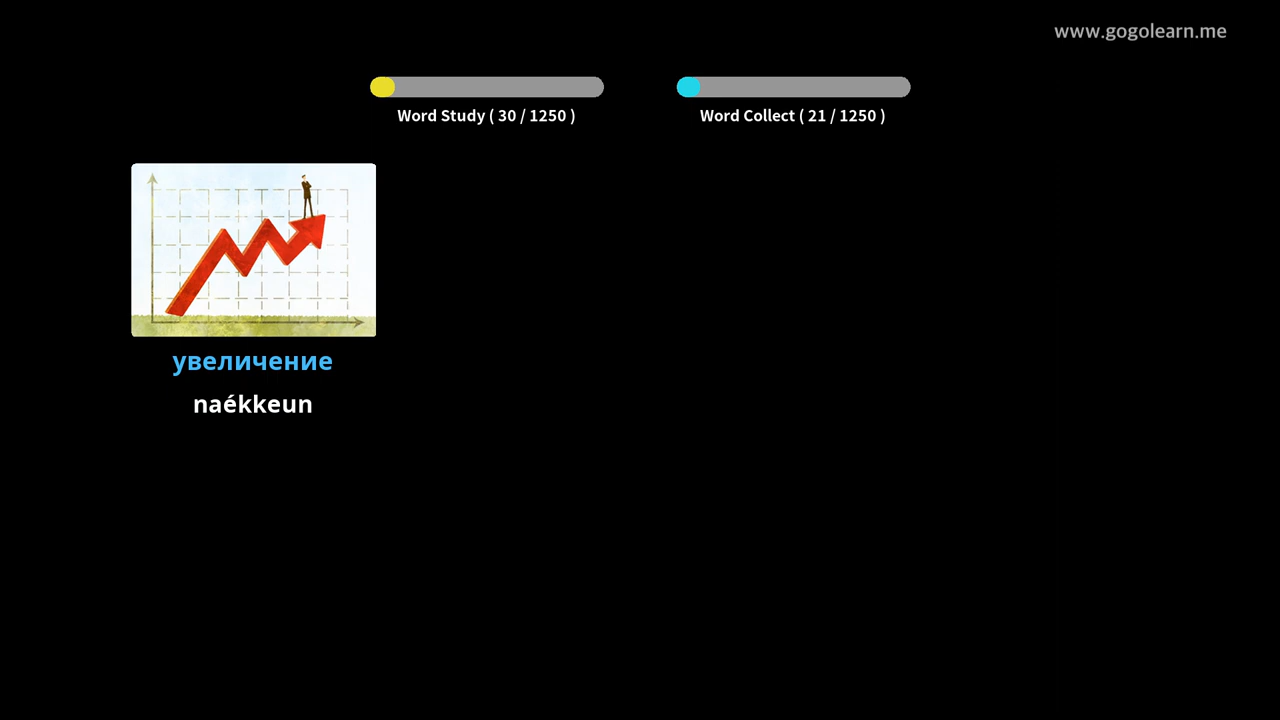 www.gogolearn.me
Word Study ( 30 / 1250 )
Word Collect ( 21 / 1250 )
увеличение
naékkeun